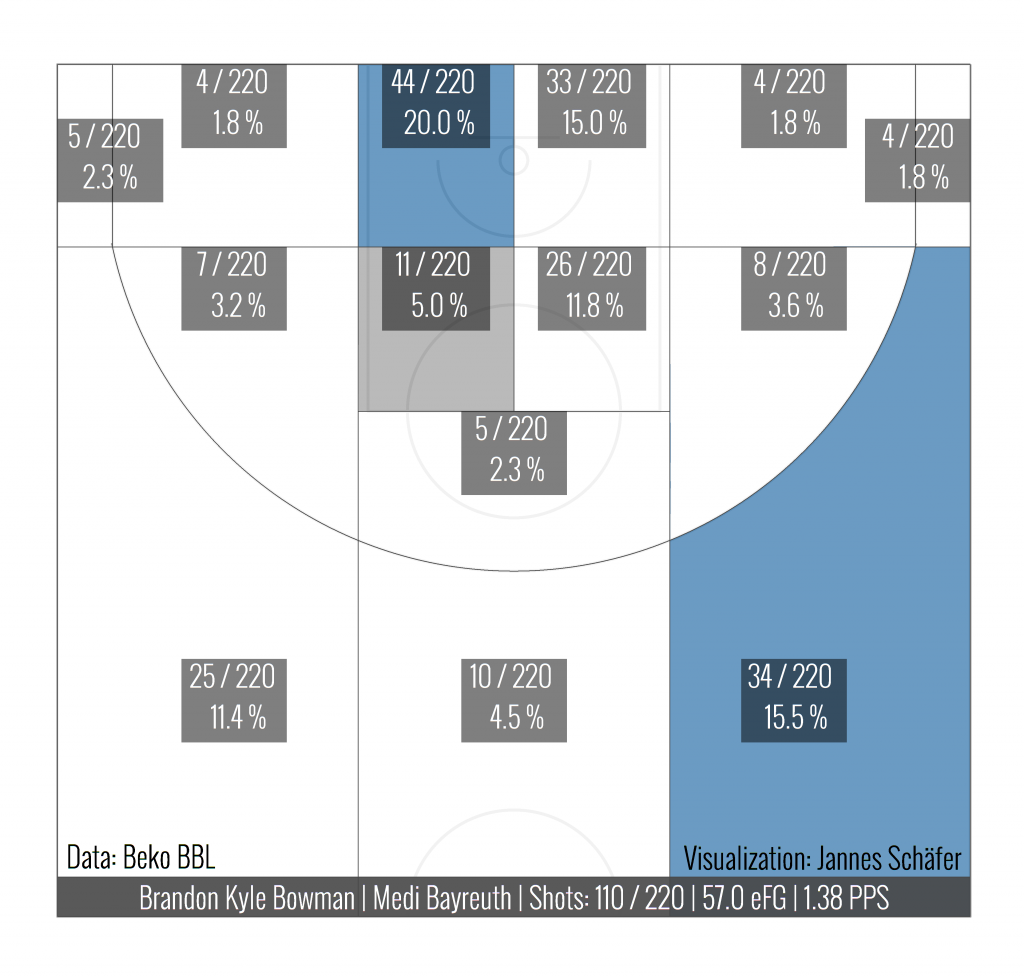 4 / 220
1.8 %
44 / 220
20.0 %
33 / 220
15.0 %
4 / 220
1.8 %
5 / 220
2.3 %
4 / 220
1.8 %
7 / 220
3.2 %
11 / 220
5.0 %
26 / 220
11.8 %
8 / 220
3.6 %
5 / 220
2.3 %
25 / 220
11.4 %
10 / 220
4.5 %
34 / 220
15.5 %
Data: Beko BBL
Visualization: Jannes Schäfer
Brandon Kyle Bowman | Medi Bayreuth | Shots: 110 / 220 | 57.0 eFG | 1.38 PPS